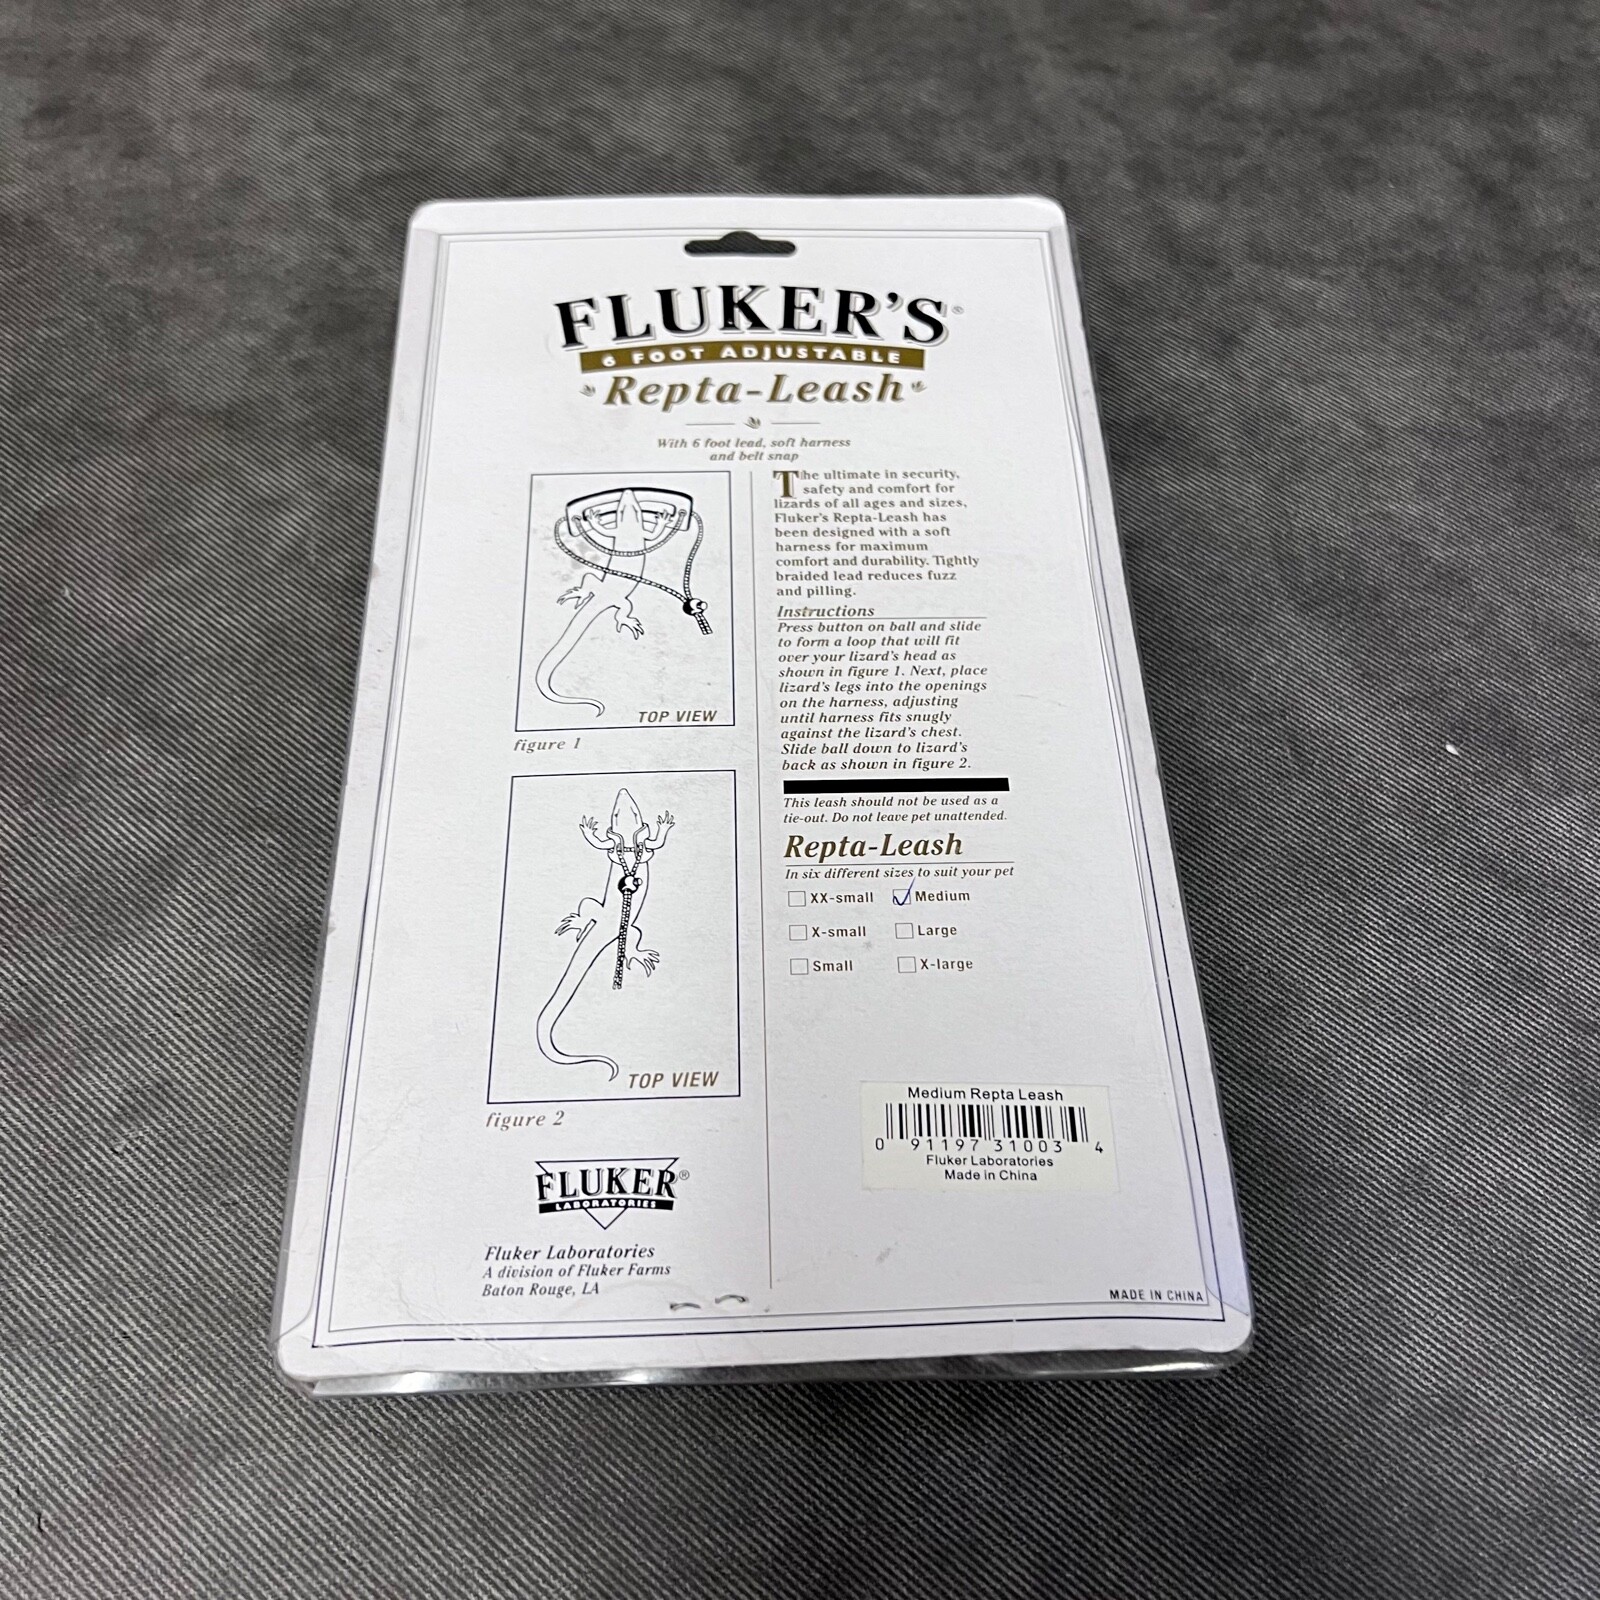 FLUKER'S®
6 FOOT ADJUSTABLE
Repta-Leash
With 6 foot lead, soft harness
and belt snap
TOP VIEW
figure 1
TOP VIEW
figure 2
The ultimate in security,
safety and comfort for
lizards of all ages and sizes,
Fluker's Repta-Leash has
been designed with a soft
harness for maximum
comfort and durability. Tightly
braided lead reduces fuzz
and pilling.
Instructions
Press button on ball and slide
to form a loop that will fit
over your lizard's head as
shown in figure 1. Next, place
lizard's legs into the openings
on the harness, adjusting
until harness fits snugly
against the lizard's chest.
Slide ball down to lizard's
back as shown in figure 2.
This leash should not be used as a
tie-out. Do not leave pet unattended.
Repta-Leash
In six different sizes to suit your pet
XX-small Medium
X-small Large
Small X-large
Medium Repta Leash
0 91197 31003 4
Fluker Laboratories
Made in China
FLUKER®
LABORATORIES
Fluker Laboratories
A division of Fluker Farms
Baton Rouge, LA
MADE IN CHINA